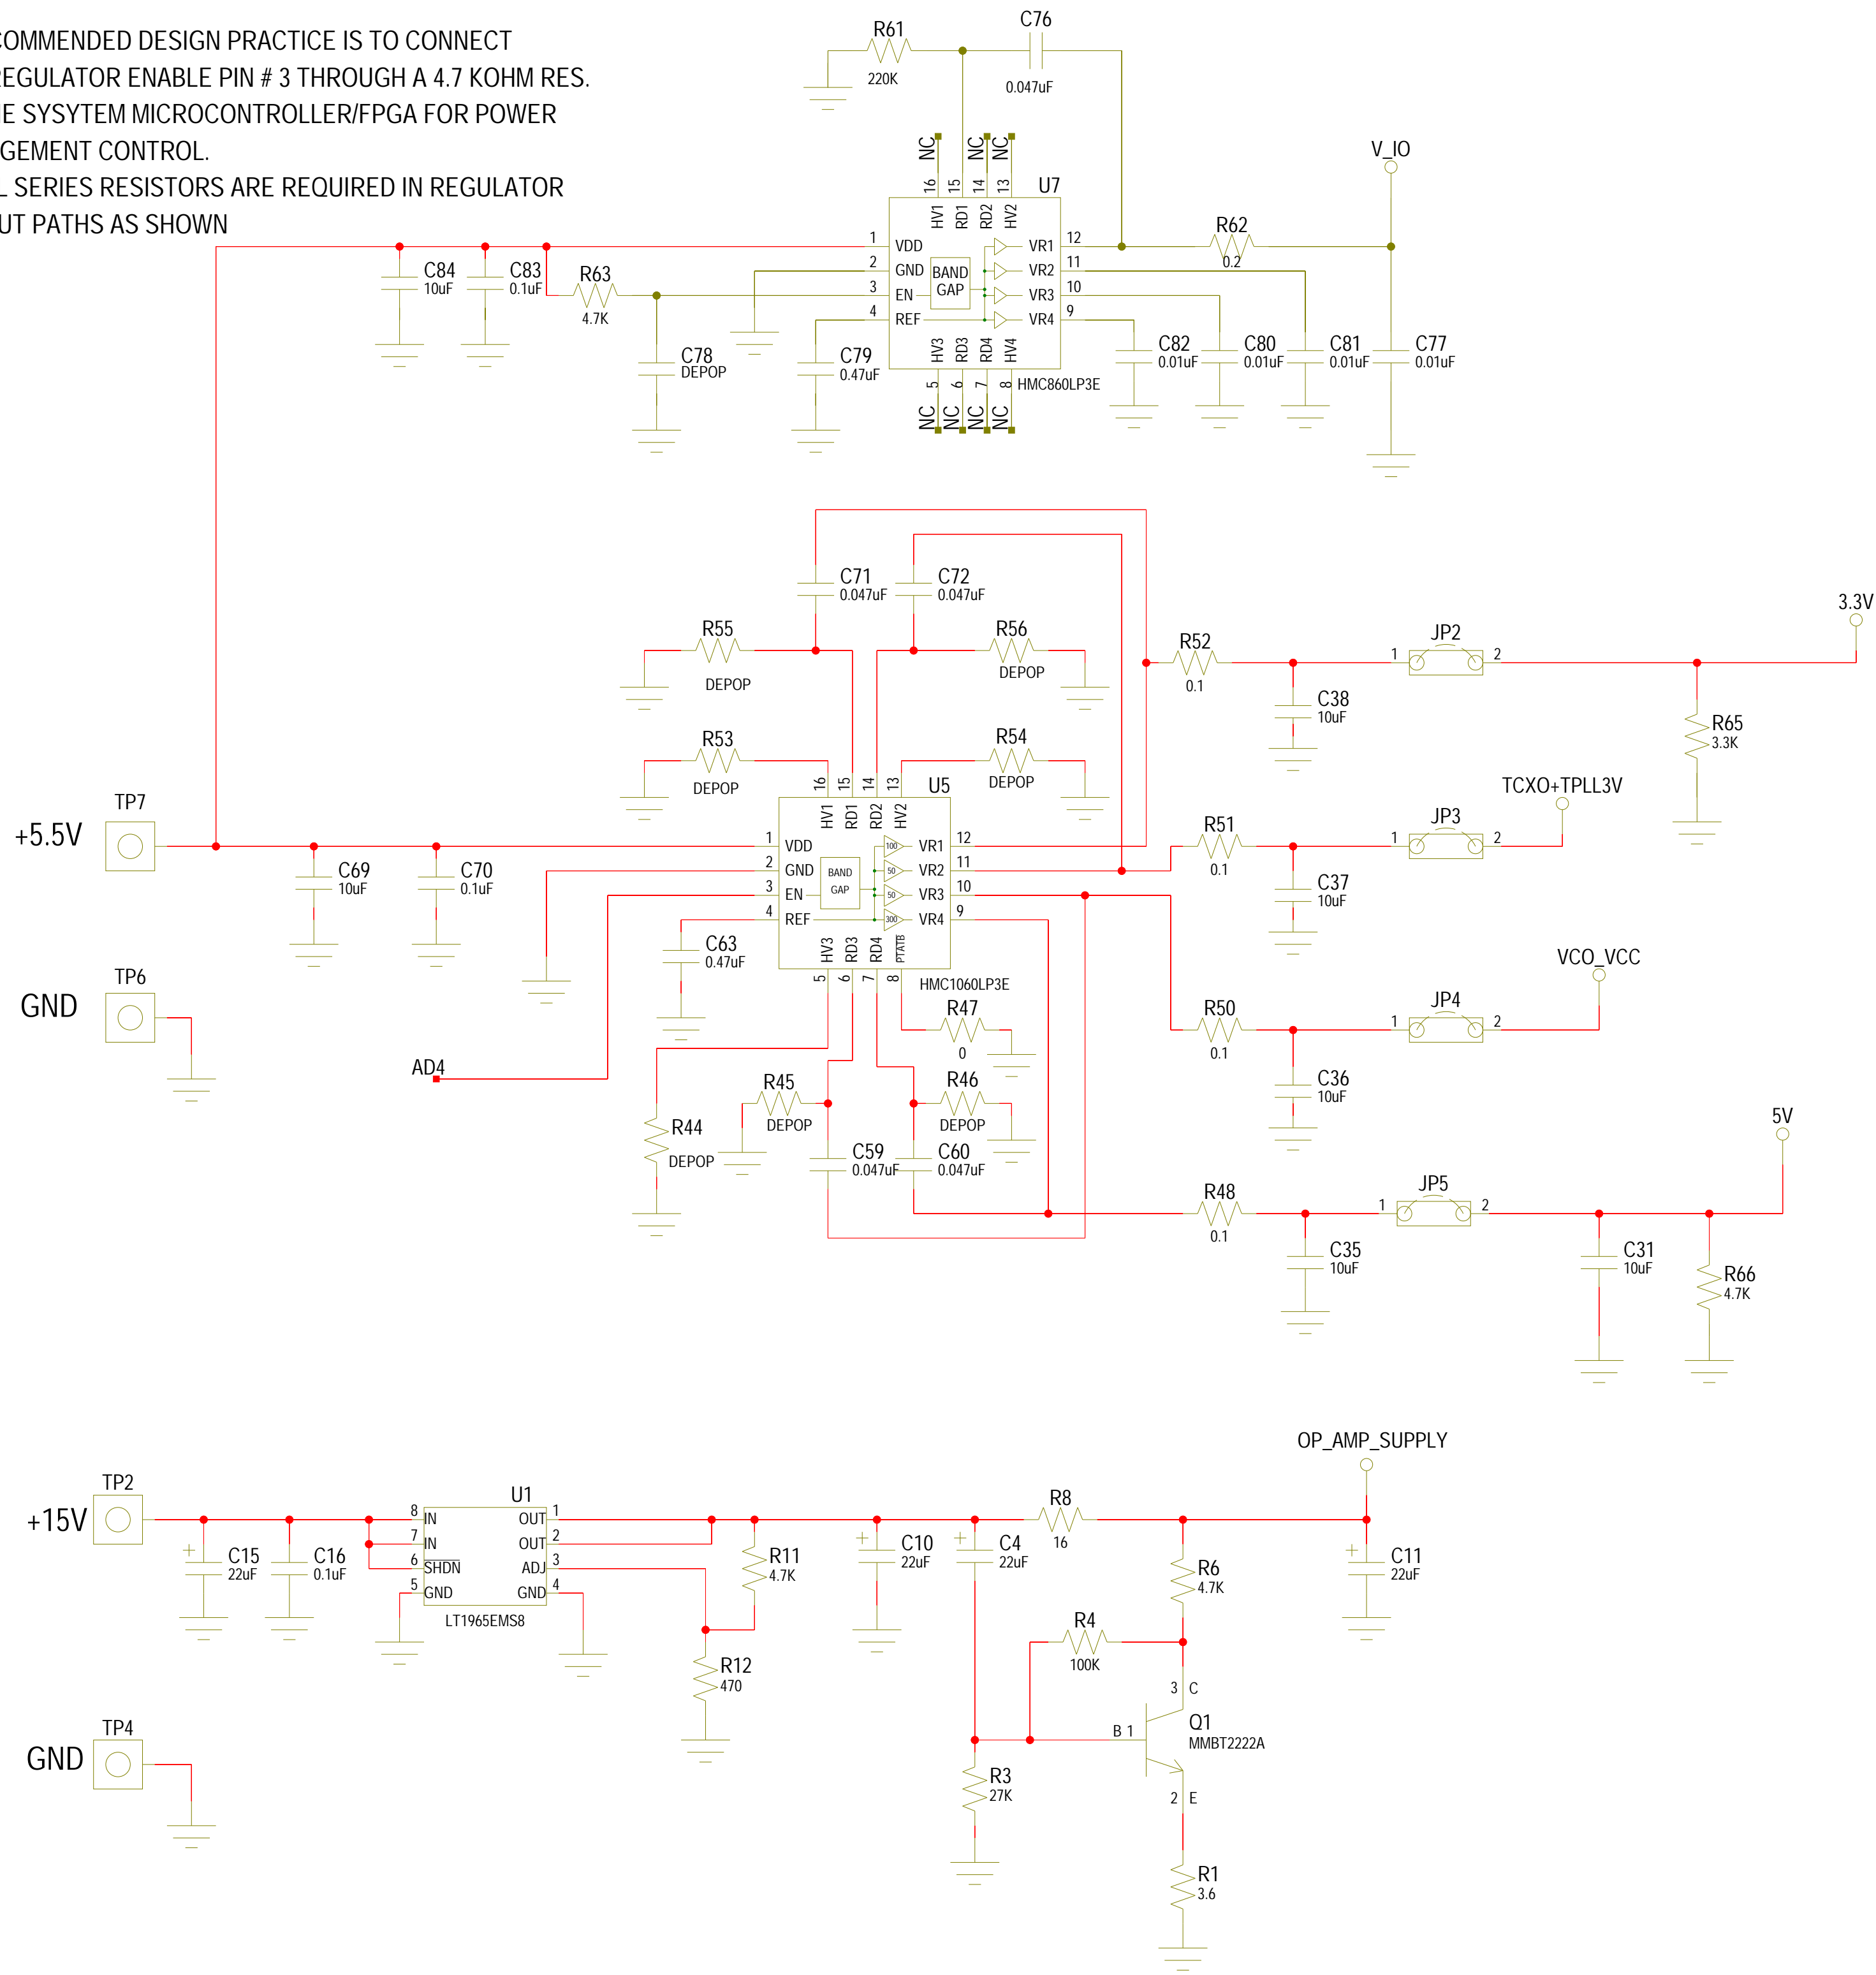 COMMENDED DESIGN PRACTICE IS TO CONNECT
REGULATOR ENABLE PIN # 3 THROUGH A 4.7 KOHM RES.
E SYSYTEM MICROCONTROLLER/FPGA FOR POWER
GEMENT CONTROL.
L SERIES RESISTORS ARE REQUIRED IN REGULATOR
UT PATHS AS SHOWN
R61
220K
C76
0.047uF
NC
NC
NC
16
15
14
13
U7
HV1
RD1
RD2
HV2
V_IO
1
VDD
VR1
12
R62
0.2
2
GND
BAND
GAP
VR2
11
3
EN
VR3
10
4
REF
VR4
9
HV3
RD3
RD4
HV4
5
6
7
8
HMC860LP3E
NC
NC
NC
NC
C84
10uF
C83
0.1uF
R63
4.7K
C78
DEPOP
C79
0.47uF
C82
0.01uF
C80
0.01uF
C81
0.01uF
C77
0.01uF
C71
0.047uF
C72
0.047uF
R55
DEPOP
R56
DEPOP
R53
DEPOP
R54
DEPOP
R52
0.1
C38
10uF
JP2
1
2
3.3V
R65
3.3K
+5.5V
TP7
C69
10uF
C70
0.1uF
16
15
14
13
U5
HV1
RD1
RD2
HV2
1
VDD
100
VR1
12
2
GND
BAND
GAP
50
VR2
11
3
EN
50
VR3
10
4
REF
300
VR4
9
HV3
RD3
RD4
PTATB
5
6
7
8
HMC1060LP3E
R51
0.1
C37
10uF
JP3
1
2
TCXO+TPLL3V
GND
TP6
C63
0.47uF
AD4
R47
0
R45
DEPOP
R46
DEPOP
R44
DEPOP
C59
0.047uF
C60
0.047uF
R50
0.1
C36
10uF
JP4
1
2
VCO_VCC
R48
0.1
C35
10uF
JP5
1
2
5V
C31
10uF
R66
4.7K
+15V
TP2
C15
22uF
C16
0.1uF
U1
8
IN
OUT
1
7
IN
OUT
2
6
SHDN
ADJ
3
5
GND
GND
4
LT1965EMS8
R11
4.7K
R12
470
C10
22uF
C4
22uF
R8
16
OP_AMP_SUPPLY
R6
4.7K
C11
22uF
R4
100K
3 C
B 1
Q1
MMBT2222A
2 E
R3
27K
R1
3.6
GND
TP4